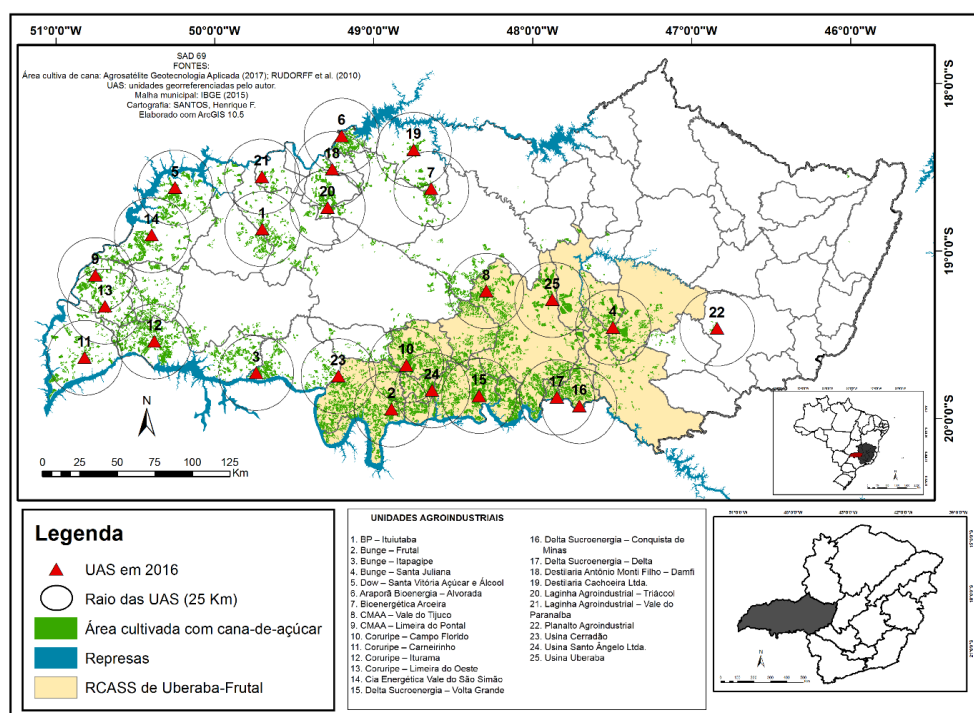 51°0'0"W 50°0'0"W 49°0'0"W 48°0'0"W 47°0'0"W 46°0'0"W
SAD 69
FONTES:
Área cultiva de cana: Agrosatélite Geotecnologia Aplicada (2017); RUDORFF et al. (2010)
UAS: unidades georreferenciadas pelo autor.
Malha municipal: IBGE (2015)
Cartografia: SANTOS, Henrique F.
Elaborado com ArcGIS 10.5
18°0'0"S
19°0'0"S
20°0'0"S
6
19
18
21
7
5
20
1
14
9
8
25
13
4
22
12
11
3
23
10
24
15
2
17
16
N
0 25 50 75 100 125
Km
Legenda
UAS em 2016
Raio das UAS (25 Km)
Área cultivada com cana-de-açúcar
Represas
RCASS de Uberaba-Frutal
UNIDADES AGROINDUSTRIAIS
1. BP – Ituiutaba
2. Bunge – Frutal
3. Bunge – Itapagipe
4. Bunge – Santa Juliana
5. Dow – Santa Vitória Açúcar e Álcool
6. Araporã Bioenergia – Alvorada
7. Bioenergética Aroeira
8. CMAA – Vale do Tijuco
9. CMAA – Limeira do Pontal
10. Coruripe – Campo Florido
11. Coruripe – Carneirinho
12. Coruripe – Iturama
13. Coruripe – Limeira do Oeste
14. Cia Energética Vale do São Simão
15. Delta Sucroenergia – Volta Grande
16. Delta Sucroenergia – Conquista de
Minas
17. Delta Sucroenergia – Delta
18. Destilaria Antônio Monti Filho – Damfi
19. Destilaria Cachoeira Ltda.
20. Laginha Agroindustrial – Triálcool
21. Laginha Agroindustrial – Vale do
Paranaíba
22. Planalto Agroindustrial
23. Usina Cerradão
24. Usina Santo Ângelo Ltda.
25. Usina Uberaba
N